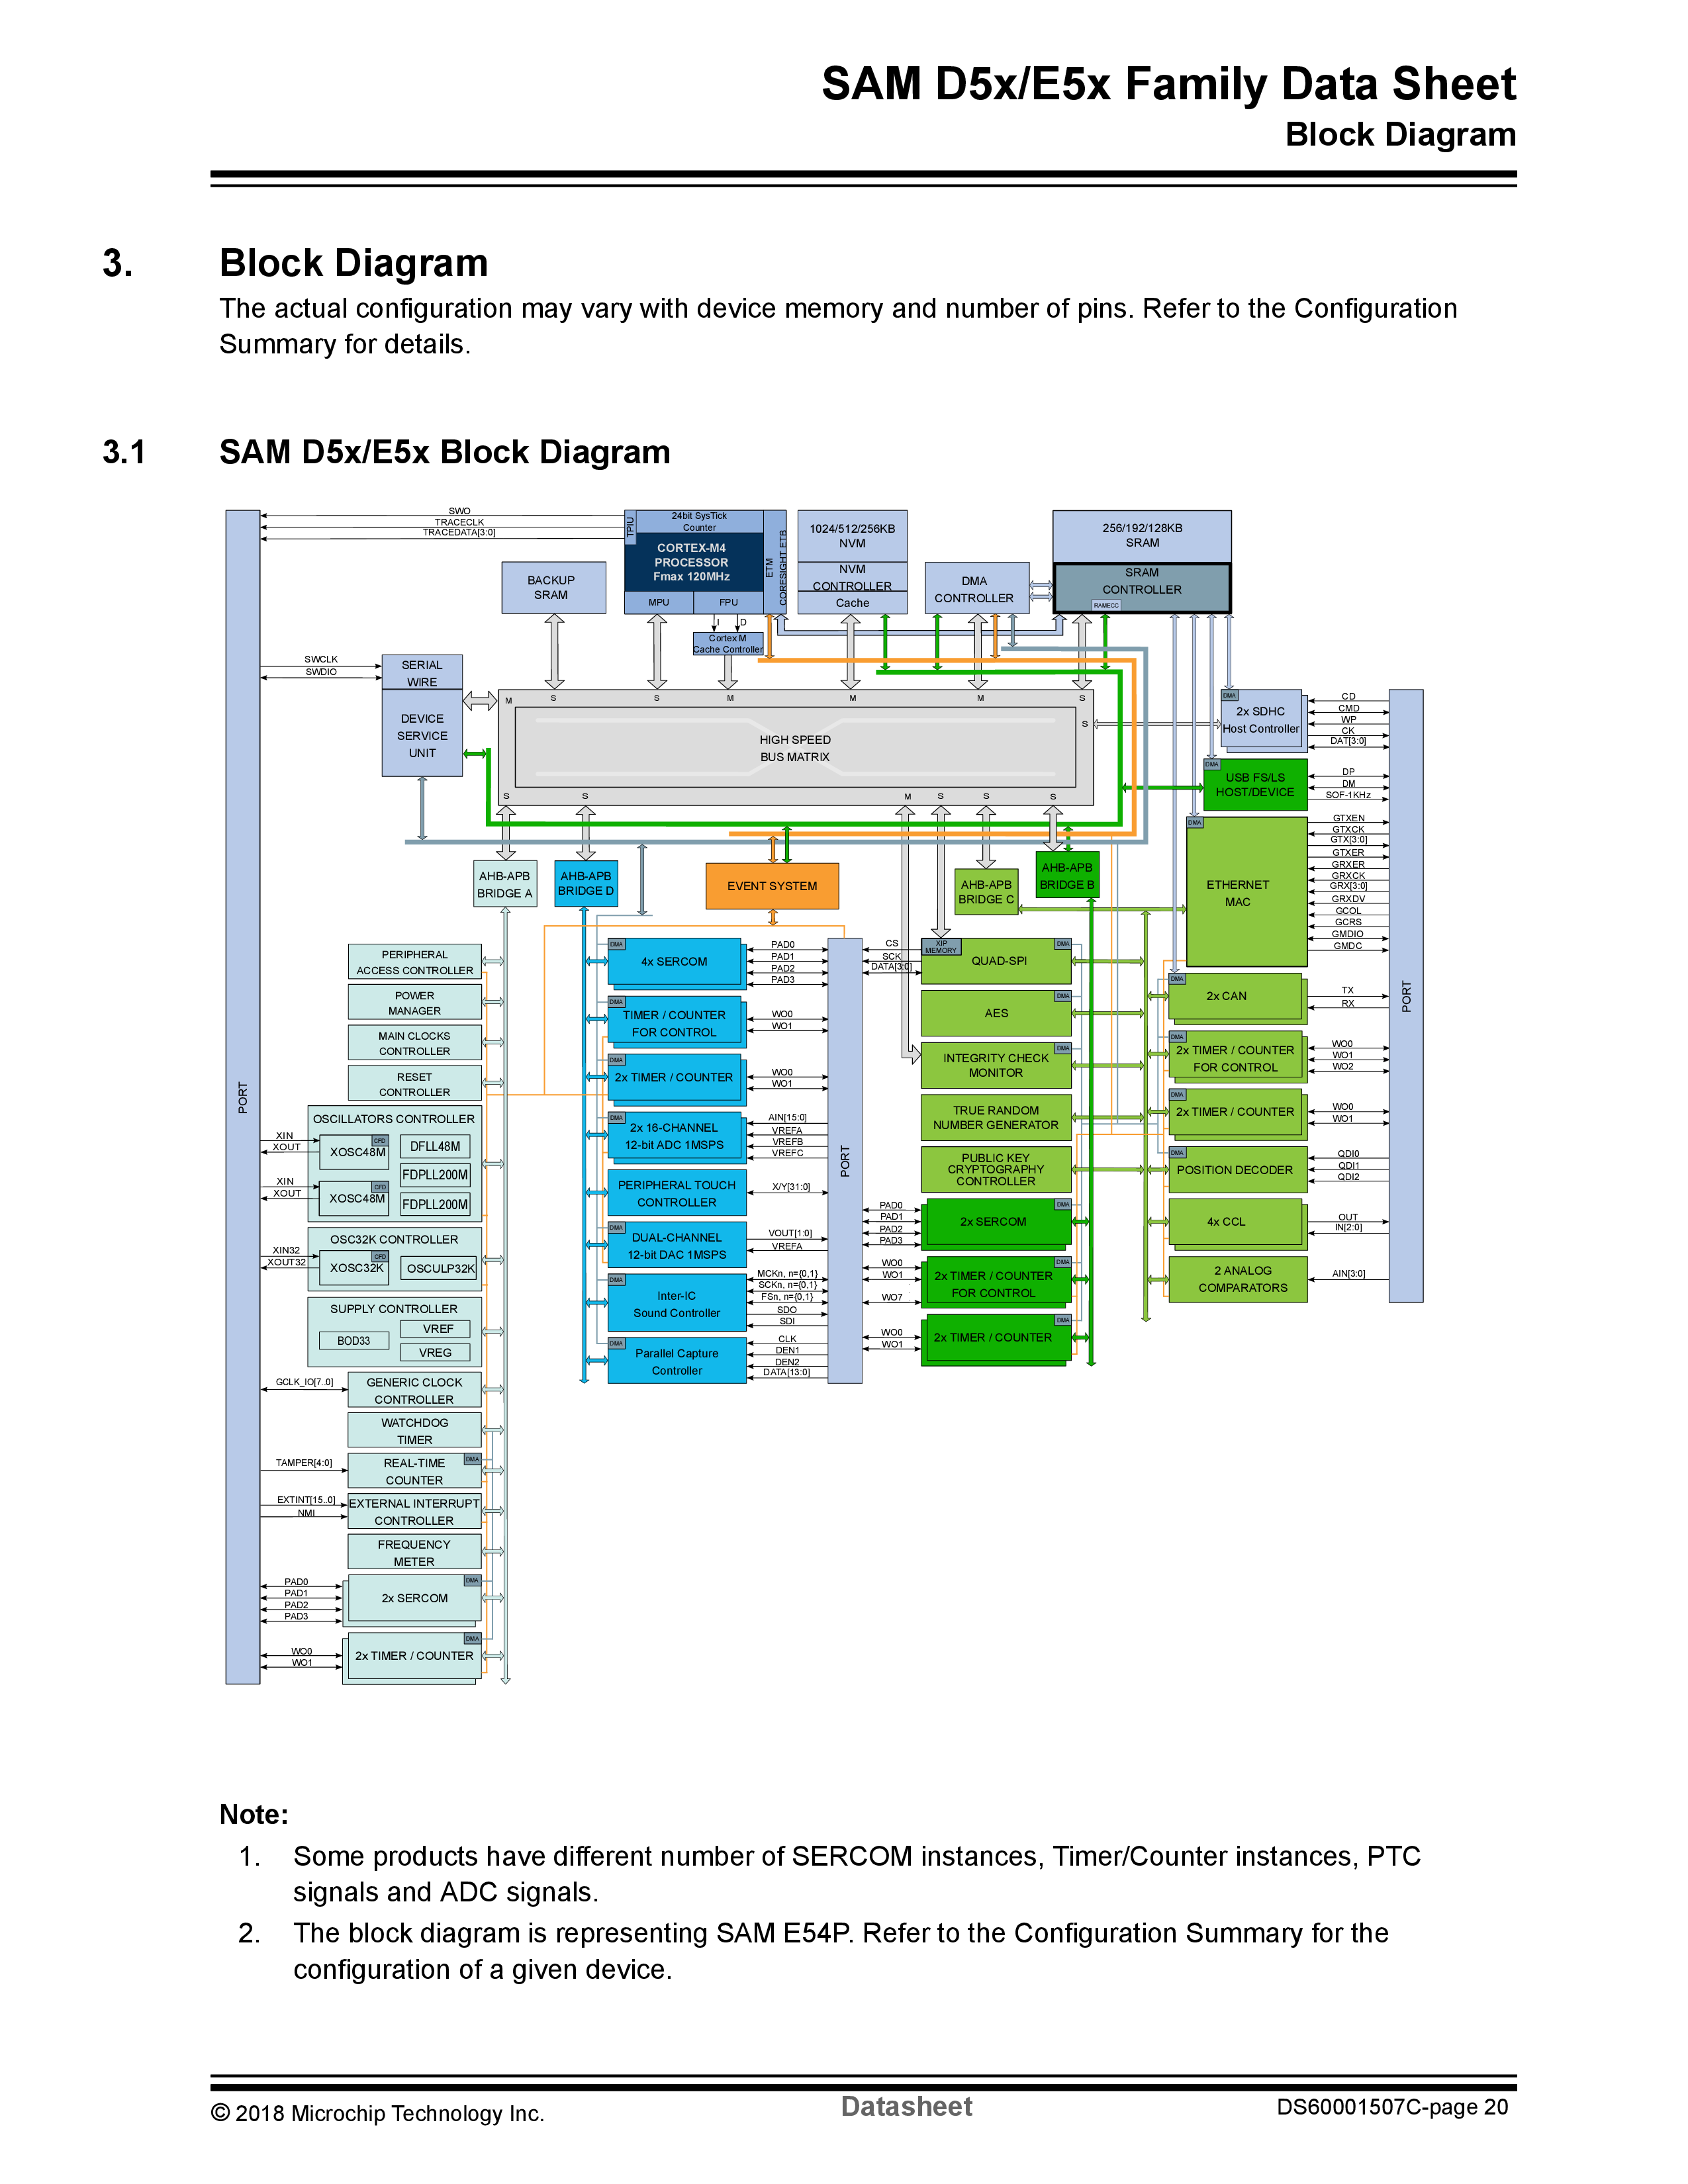 SAM D5x/E5x Family Data Sheet
Block Diagram
3. Block Diagram
The actual configuration may vary with device memory and number of pins. Refer to the Configuration
Summary for details.
3.1 SAM D5x/E5x Block Diagram
PORT
SWO
TRACECLK
TRACEDATA[3:0]
TPIU
24bit SysTick
Counter
CORTEX-M4
PROCESSOR
Fmax 120MHz
MPU
FPU
ETM
CORESIGHT ETB
I
D
Cortex M
Cache Controller
BACKUP
SRAM
1024/512/256KB
NVM
NVM
CONTROLLER
Cache
DMA
CONTROLLER
256/192/128KB
SRAM
SRAM
CONTROLLER
RAMECC
SWCLK
SWDIO
SERIAL
WIRE
DEVICE
SERVICE
UNIT
M
S
S
M
M
M
S
S
HIGH SPEED
BUS MATRIX
S
S
M
S
S
S
DMA
2x SDHC
Host Controller
CD
CMD
WP
CK
DAT[3:0]
DMA
USB FS/LS
HOST/DEVICE
DP
DM
SOF-1KHz
DMA
ETHERNET
MAC
GTXEN
GTXCK
GTX[3:0]
GTXER
GRXER
GRXCK
GRX[3:0]
GRXDV
GCOL
GCRS
GMDIO
GMDC
PORT
AHB-APB
BRIDGE A
AHB-APB
BRIDGE D
EVENT SYSTEM
AHB-APB
BRIDGE C
AHB-APB
BRIDGE B
PERIPHERAL
ACCESS CONTROLLER
POWER
MANAGER
MAIN CLOCKS
CONTROLLER
RESET
CONTROLLER
OSCILLATORS CONTROLLER
XIN
XOUT
CFD
XOSC48M
DFLL48M
FDPLL200M
XIN
XOUT
CFD
XOSC48M
FDPLL200M
OSC32K CONTROLLER
XIN32
XOUT32
CFD
XOSC32K
OSCULP32K
SUPPLY CONTROLLER
BOD33
VREF
VREG
GCLK_IO[7..0]
GENERIC CLOCK
CONTROLLER
WATCHDOG
TIMER
TAMPER[4:0]
DMA
REAL-TIME
COUNTER
EXTINT[15..0]
NMI
EXTERNAL INTERRUPT
CONTROLLER
FREQUENCY
METER
PAD0
PAD1
PAD2
PAD3
DMA
2x SERCOM
WO0
WO1
DMA
2x TIMER / COUNTER
DMA
4x SERCOM
PAD0
PAD1
PAD2
PAD3
DMA
TIMER / COUNTER
FOR CONTROL
WO0
WO1
DMA
2x TIMER / COUNTER
WO0
WO1
DMA
2x 16-CHANNEL
12-bit ADC 1MSPS
AIN[15:0]
VREFA
VREFB
VREFC
PERIPHERAL TOUCH
CONTROLLER
X/Y[31:0]
DMA
DUAL-CHANNEL
12-bit DAC 1MSPS
VOUT[1:0]
VREFA
DMA
Inter-IC
Sound Controller
MCKn, n={0,1}
SCKn, n={0,1}
FSn, n={0,1}
SDO
SDI
DMA
Parallel Capture
Controller
CLK
DEN1
DEN2
DATA[13:0]
PORT
CS
SCK
DATA[3:0]
XIP
MEMORY
DMA
QUAD-SPI
DMA
AES
DMA
INTEGRITY CHECK
MONITOR
TRUE RANDOM
NUMBER GENERATOR
PUBLIC KEY
CRYPTOGRAPHY
CONTROLLER
PAD0
PAD1
PAD2
PAD3
DMA
2x SERCOM
WO0
WO1
WO7
DMA
2x TIMER / COUNTER
FOR CONTROL
WO0
WO1
DMA
2x TIMER / COUNTER
DMA
2x CAN
TX
RX
DMA
2x TIMER / COUNTER
FOR CONTROL
WO0
WO1
WO2
DMA
2x TIMER / COUNTER
WO0
WO1
DMA
POSITION DECODER
QDI0
QDI1
QDI2
4x CCL
OUT
IN[2:0]
2 ANALOG
COMPARATORS
AIN[3:0]
Note:
1. Some products have different number of SERCOM instances, Timer/Counter instances, PTC
signals and ADC signals.
2. The block diagram is representing SAM E54P. Refer to the Configuration Summary for the
configuration of a given device.
© 2018 Microchip Technology Inc.
Datasheet
DS60001507C-page 20